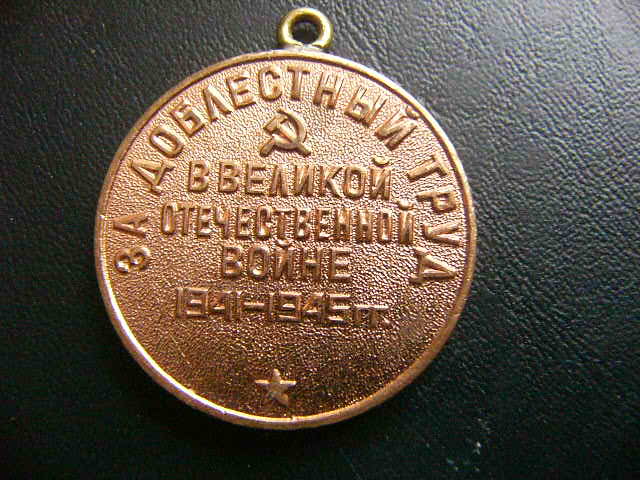 ЗА ДОБЛЕСТНЫЙ ТРУД
В ВЕЛИКОЙ
ОТЕЧЕСТВЕННОЙ
ВОЙНЕ
1941-1945 гг.